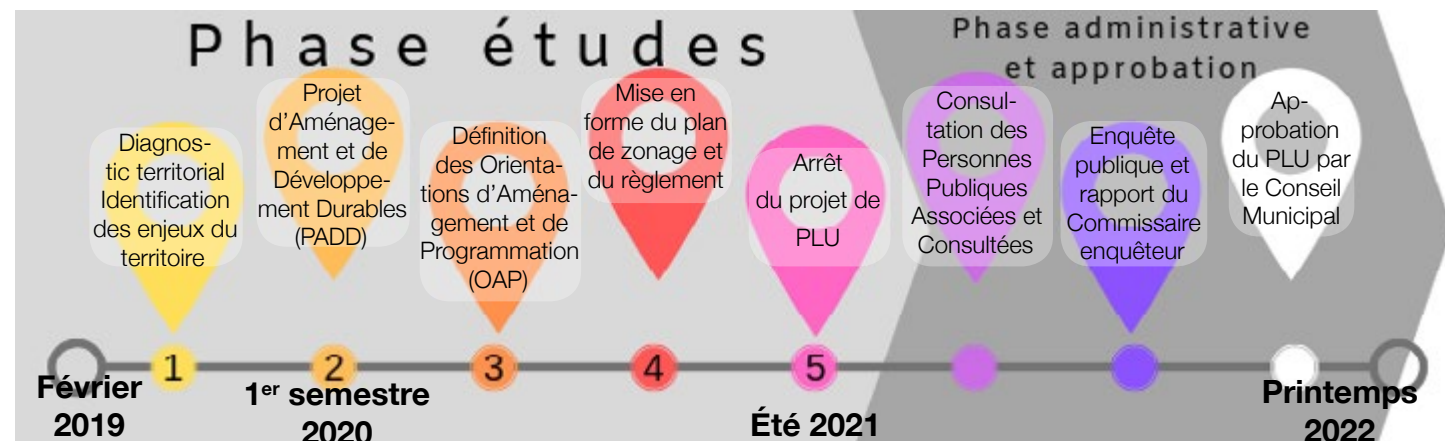 Phase études
Phase administrative
et approbation
Diagnos-
tic territorial
Identification
des enjeux du
territoire
Projet
d'Aménage-
ment et de
Développe-
ment Durables
(PADD)
Définition
des Orienta-
tions d'Aména-
gement et de
Programmation
(OAP)
Mise en
forme du plan
de zonage et
du règlement
Arrêt
du projet de
PLU
Consul-
tation des
Personnes
Publiques
Associées et
Consultées
Enquête
publique et
rapport du
Commissaire
enquêteur
Ap-
probation
du PLU par
le Conseil
Municipal
1
2
3
4
5
Février
2019
1er semestre
2020
Été 2021
Printemps
2022